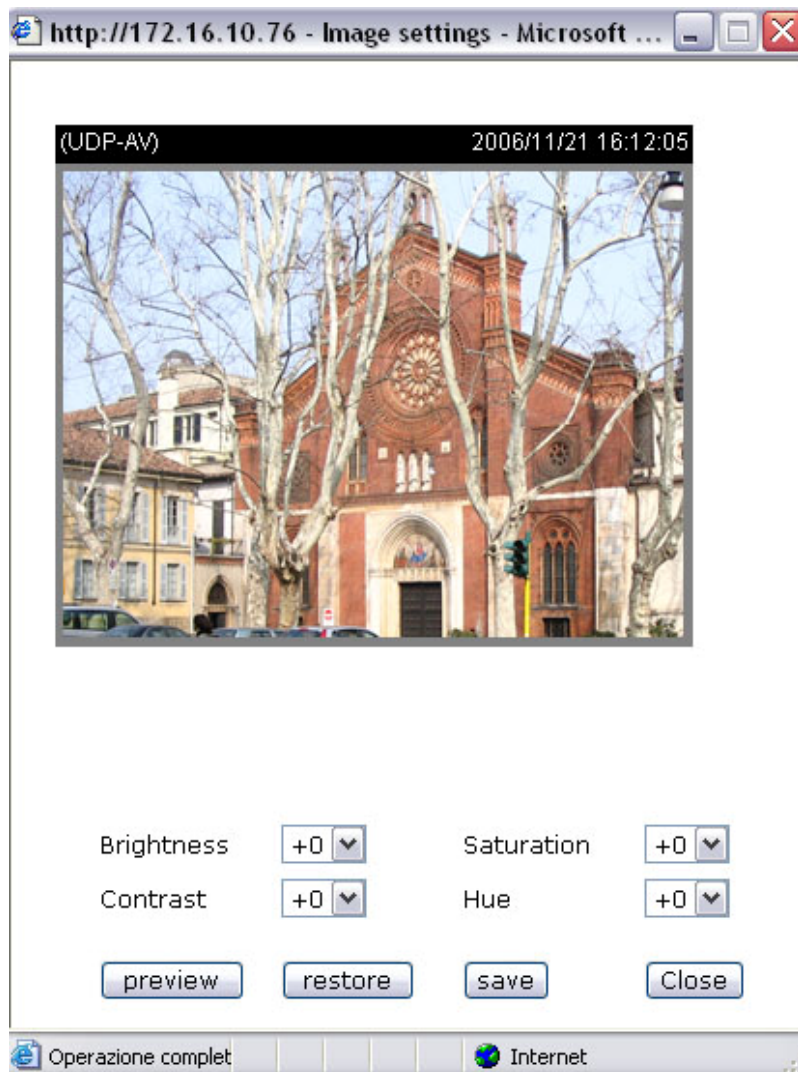 http://172.16.10.76 - Image settings - Microsoft ...
(UDP-AV) 2006/11/21 16:12:05
Brightness +0 Saturation +0
Contrast +0 Hue +0
preview restore save Close
Operazione complet Internet